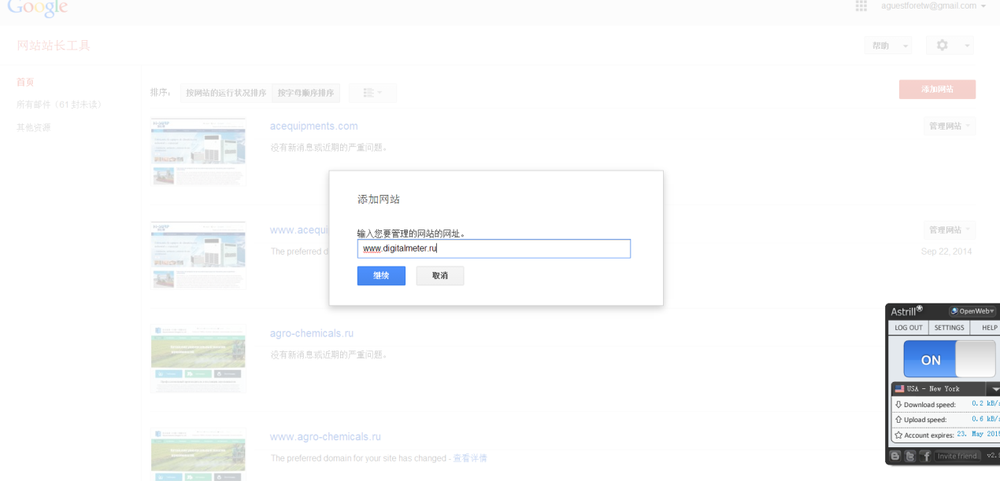 Google
aguestforetw@gmail.com
网站站长工具
帮助
首页
所有邮件（61 封未读）
其他资源
排序：
按网站的运行状况排序
按字母顺序排序
添加网站
acequipments.com
管理网站
没有新消息或近期的严重问题。
添加网站
输入您要管理的网站的网址。
www.digitalmeter.ru
继续
取消
www.acequi
管理网站
The preferred d
Sep 22, 2014
agro-chemicals.ru
没有新消息或近期的严重问题。
www.agro-chemicals.ru
The preferred domain for your site has changed - 查看详情
Astrill
OpenWeb
LOG OUT
SETTINGS
HELP
ON
USA - New York
Download speed: 0.2 kB/
Upload speed: 0.6 kB/
Account expires: 23. May 201
Invite friend
v2.